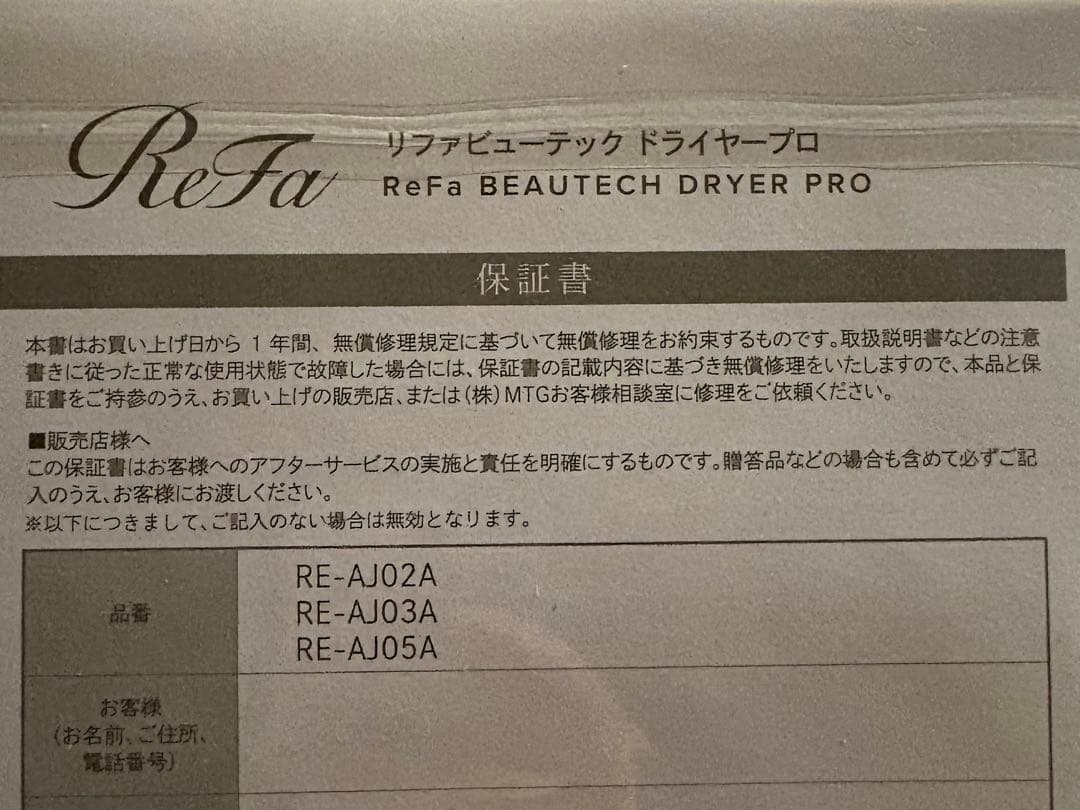 ReFa
リファビューテック ドライヤープロ
ReFa BEAUTECH DRYER PRO
保証書
本書はお買い上げ日から 1 年間、無償修理規定に基づいて無償修理をお約束するものです。取扱説明書などの注意
書きに従った正常な使用状態で故障した場合には、保証書の記載内容に基づき無償修理をいたしますので、本品と保
証書をご持参のうえ、お買い上げの販売店、または(株)MTGお客様相談室に修理をご依頼ください。
■販売店様へ
この保証書はお客様へのアフターサービスの実施と責任を明確にするものです。贈答品などの場合も含めて必ずご記
入のうえ、お客様にお渡しください。
※以下につきまして、ご記入のない場合は無効となります。
品番
RE-AJ02A
RE-AJ03A
RE-AJ05A
お客様
(お名前、ご住所、
電話番号)